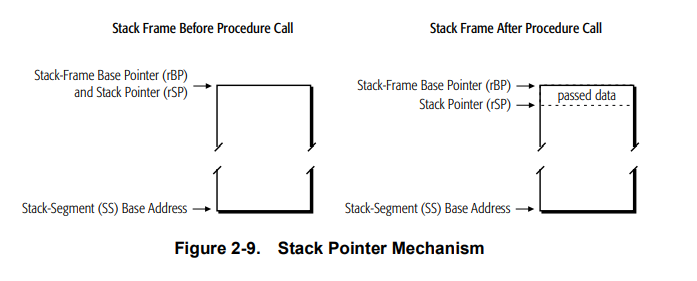 Stack Frame Before Procedure Call
Stack Frame After Procedure Call
Stack-Frame Base Pointer (rBP)
and Stack Pointer (rSP)
Stack-Segment (SS) Base Address
Stack-Frame Base Pointer (rBP)
passed data
Stack Pointer (rSP)
Stack-Segment (SS) Base Address
Figure 2-9. Stack Pointer Mechanism